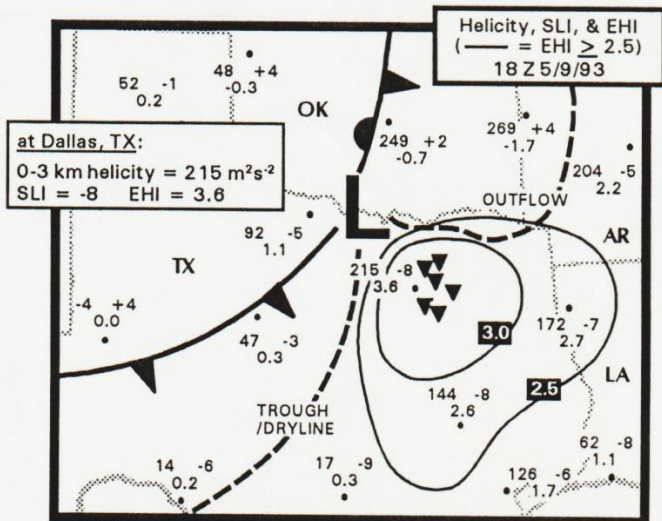 Helicity, SLI, & EHI
(—— = EHI ≥ 2.5)
18 Z 5/9/93
52 -1
0.2
48 +4
-0.3
OK
249 +2
-0.7
269 +4
-1.7
204 -5
2.2
at Dallas, TX:
0-3 km helicity = 215 m²s⁻²
SLI = -8 EHI = 3.6
OUTFLOW
L
92 -5
1.1
TX
AR
215 -8
3.6
-4 +4
0.0
47 -3
0.3
3.0
172 -7
2.7
2.5
LA
TROUGH
/DRYLINE
144 -8
2.6
14 -6
0.2
17 -9
0.3
62 -8
1.1
126 -6
1.7